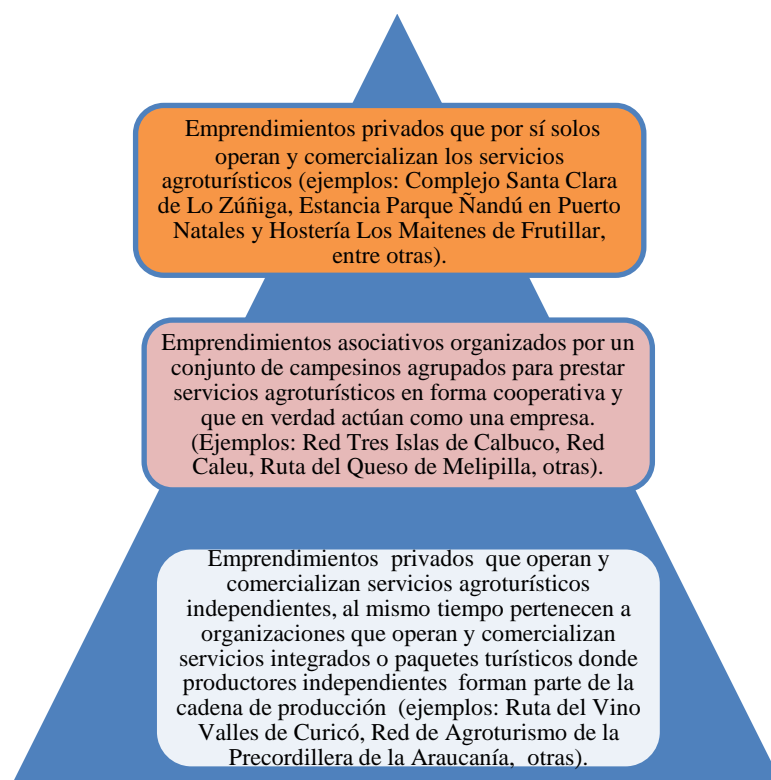 Emprendimientos privados que por sí solos
operan y comercializan los servicios
agroturísticos (ejemplos: Complejo Santa Clara
de Lo Zúñiga, Estancia Parque Ñandú en Puerto
Natales y Hostería Los Maitenes de Frutillar,
entre otras).
Emprendimientos asociativos organizados por un
conjunto de campesinos agrupados para prestar
servicios agroturísticos en forma cooperativa y
que en verdad actúan como una empresa.
(Ejemplos: Red Tres Islas de Calbuco, Red
Caleu, Ruta del Queso de Melipilla, otras).
Emprendimientos privados que operan y
comercializan servicios agroturísticos
independientes, al mismo tiempo pertenecen a
organizaciones que operan y comercializan
servicios integrados o paquetes turísticos donde
productores independientes forman parte de la
cadena de producción (ejemplos: Ruta del Vino
Valles de Curicó, Red de Agroturismo de la
Precordillera de la Araucanía, otras).